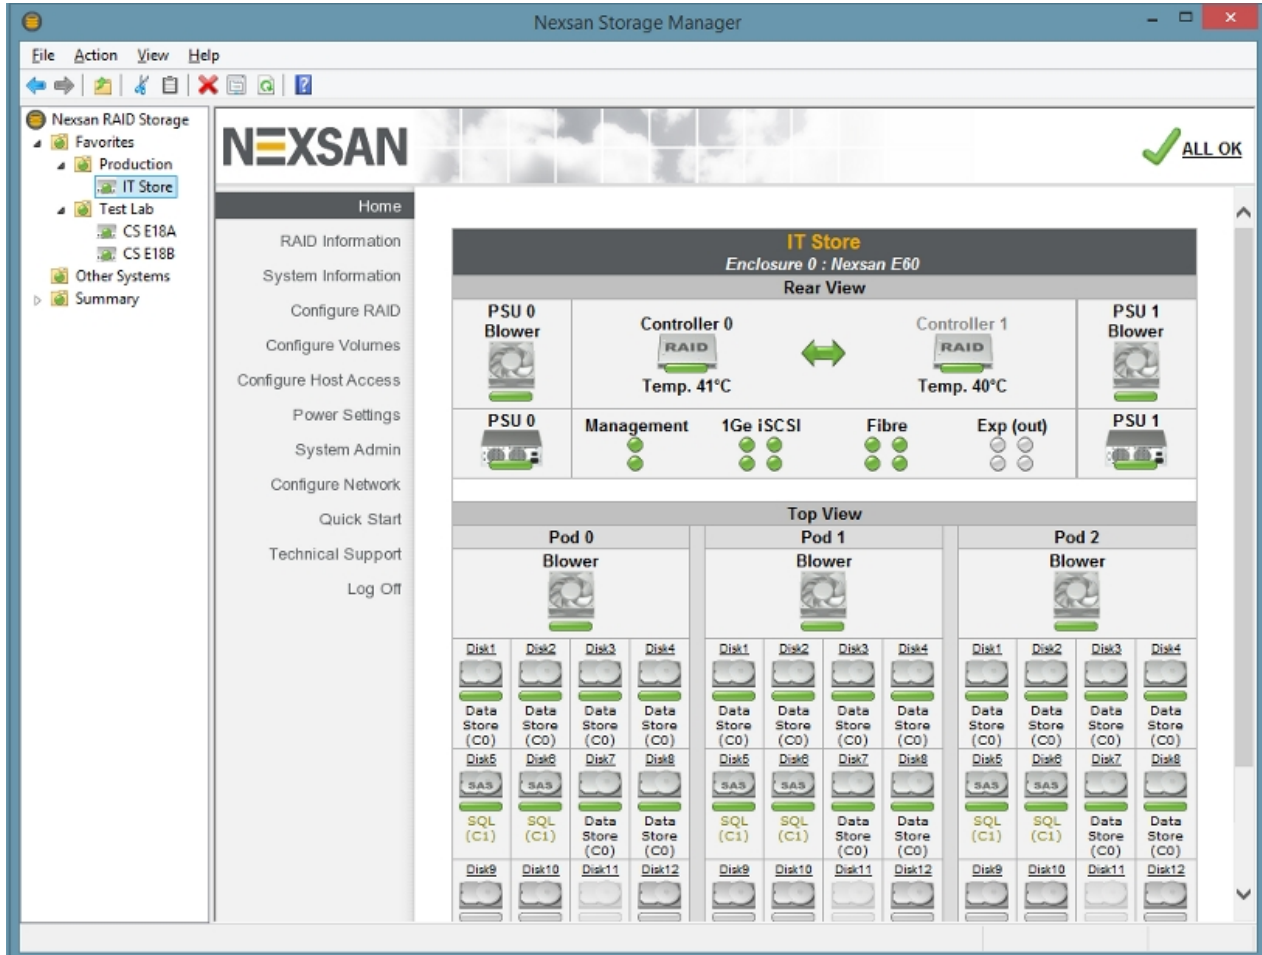 Nexsan Storage Manager
File Action View Help
Nexsan RAID Storage
Favorites
Production
IT Store
Test Lab
CS E18A
CS E18B
Other Systems
Summary
NEXSAN
ALL OK
Home
RAID Information
System Information
Configure RAID
Configure Volumes
Configure Host Access
Power Settings
System Admin
Configure Network
Quick Start
Technical Support
Log Off
IT Store
Enclosure 0 : Nexsan E60
Rear View
PSU 0
Blower
Controller 0
RAID
Temp. 41°C
Controller 1
RAID
Temp. 40°C
PSU 1
Blower
PSU 0
Management 1Ge iSCSI Fibre Exp (out)
PSU 1
Top View
Pod 0 Pod 1 Pod 2
Blower Blower Blower
Disk1 Disk2 Disk3 Disk4 Disk1 Disk2 Disk3 Disk4 Disk1 Disk2 Disk3 Disk4
Data Data Data Data Data Data Data Data Data Data Data Data
Store Store Store Store Store Store Store Store Store Store Store Store
(C0) (C0) (C0) (C0) (C0) (C0) (C0) (C0) (C0) (C0) (C0) (C0)
Disk5 Disk6 Disk7 Disk8 Disk5 Disk6 Disk7 Disk8 Disk5 Disk6 Disk7 Disk8
SAS SAS SAS SAS SAS SAS
SQL SQL Data Data SQL SQL Data Data SQL SQL Data Data
(C1) (C1) Store Store (C1) (C1) Store Store (C1) (C1) Store Store
(C0) (C0) (C0) (C0) (C0) (C0)
Disk9 Disk10 Disk11 Disk12 Disk9 Disk10 Disk11 Disk12 Disk9 Disk10 Disk11 Disk12